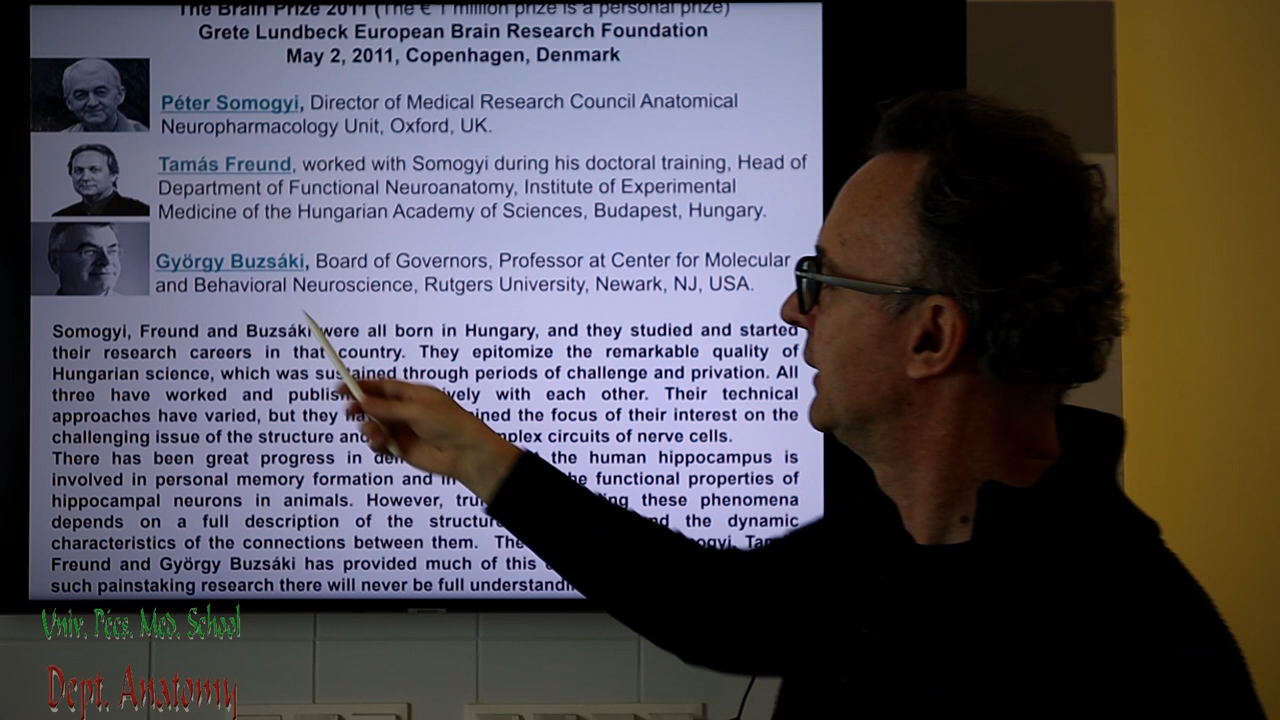 The Brain Prize 2011 (The € 1 million prize is a personal prize)
Grete Lundbeck European Brain Research Foundation
May 2, 2011, Copenhagen, Denmark
Péter Somogyi, Director of Medical Research Council Anatomical
Neuropharmacology Unit, Oxford, UK.
Tamás Freund, worked with Somogyi during his doctoral training, Head of
Department of Functional Neuroanatomy, Institute of Experimental
Medicine of the Hungarian Academy of Sciences, Budapest, Hungary.
György Buzsáki, Board of Governors, Professor at Center for Molecular
and Behavioral Neuroscience, Rutgers University, Newark, NJ, USA.
Somogyi, Freund and Buzsáki were all born in Hungary, and they studied and started
their research careers in that country. They epitomize the remarkable quality of
Hungarian science, which was sustained through periods of challenge and privation. All
three have worked and with each other. Their technical
approaches have varied, but they the focus of their interest on the
challenging issue of the structure and circuits of nerve cells.
There has been great progress in the human hippocampus is
involved in personal memory formation and functional properties of
hippocampal neurons in animals. However, these phenomena
depends on a full description of the and the dynamic
characteristics of the connections between them.
Freund and György Buzsáki has provided much of this
such painstaking research there will never be full
Univ. Pécs. Med. School
Dept. Anatomy